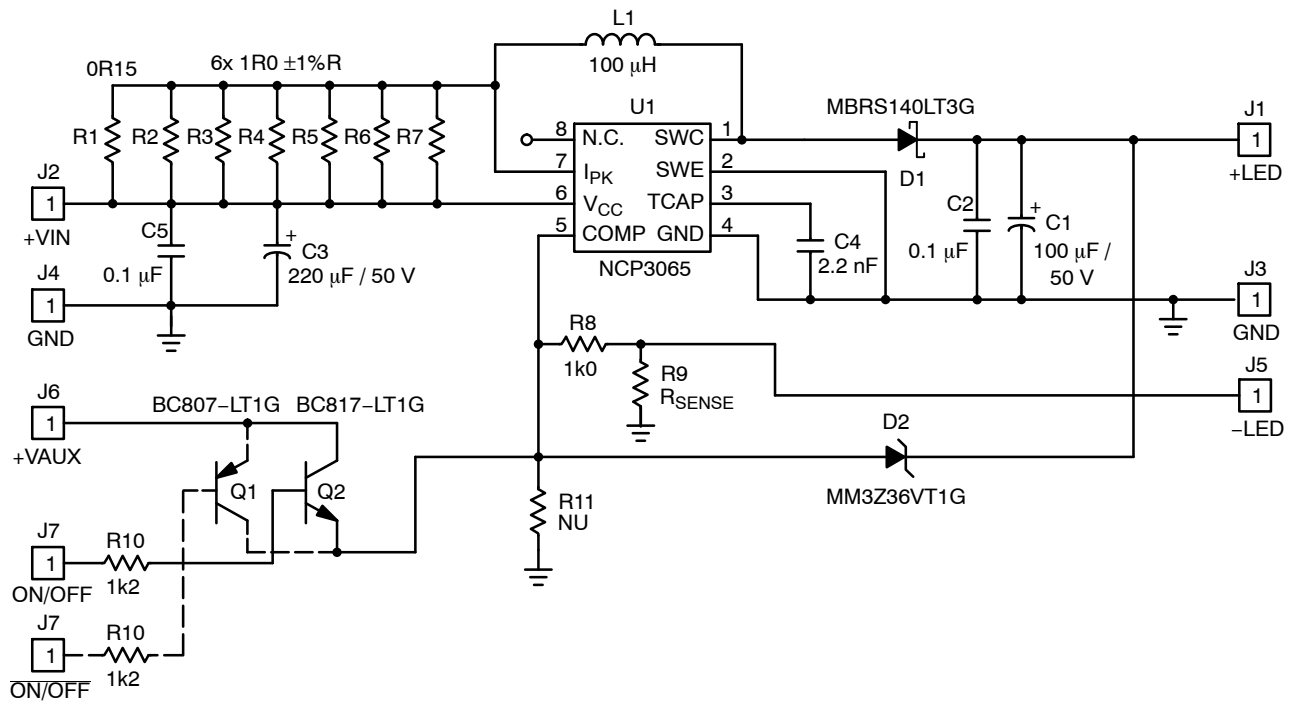 L1
100 μH
0R15
6x 1R0 ±1%R
R1
R2
R3
R4
R5
R6
R7
U1
8
N.C.
SWC
1
7
IPK
SWE
2
6
VCC
TCAP
3
5
COMP
GND
4
NCP3065
MBRS140LT3G
D1
J1
1
+LED
J2
1
+VIN
C5
0.1 μF
+
C3
220 μF / 50 V
C4
2.2 nF
C2
0.1 μF
+
C1
100 μF /
50 V
J4
1
GND
J3
1
GND
R8
1k0
R9
RSENSE
J5
1
–LED
J6
1
+VAUX
BC807–LT1G
BC817–LT1G
Q1
Q2
D2
MM3Z36VT1G
R11
NU
J7
1
ON/OFF
R10
1k2
J7
1
ON/OFF
R10
1k2